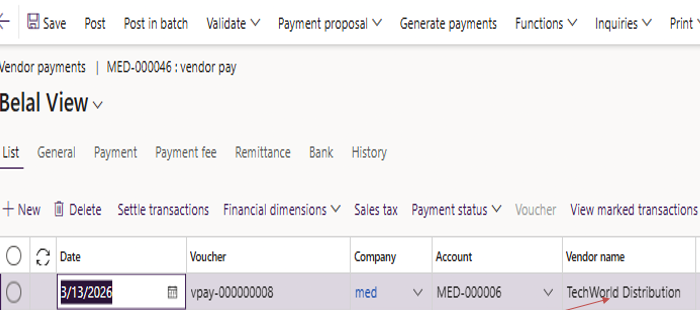 Save Post Post in batch Validate Payment proposal Generate payments Functions Inquiries Print
Vendor payments | MED-000046 : vendor pay
Belal View
List General Payment Payment fee Remittance Bank History
+ New Delete Settle transactions Financial dimensions Sales tax Payment status Voucher View marked transactions
Date Voucher Company Account Vendor name
3/13/2026 vpay-000000008 med MED-000006 TechWorld Distribution